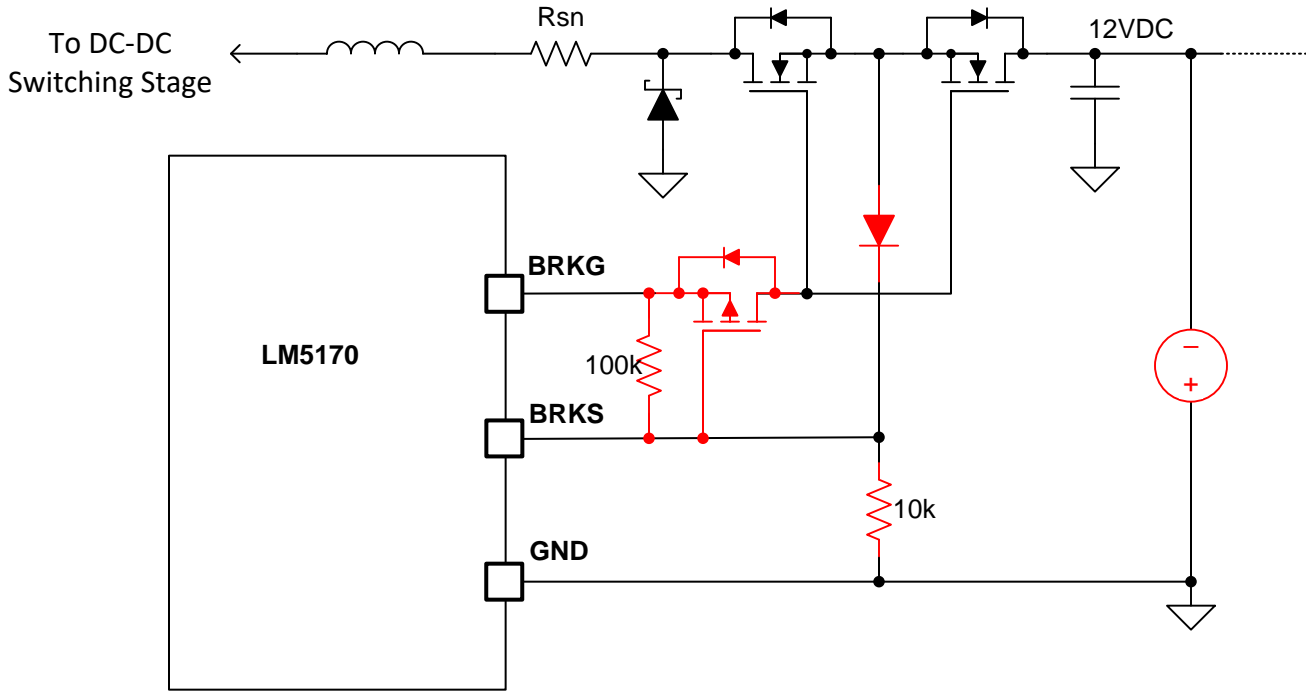 Rsn
12VDC
To DC-DC
Switching Stage
BRKG
LM5170
100k
BRKS
−
+
10k
GND